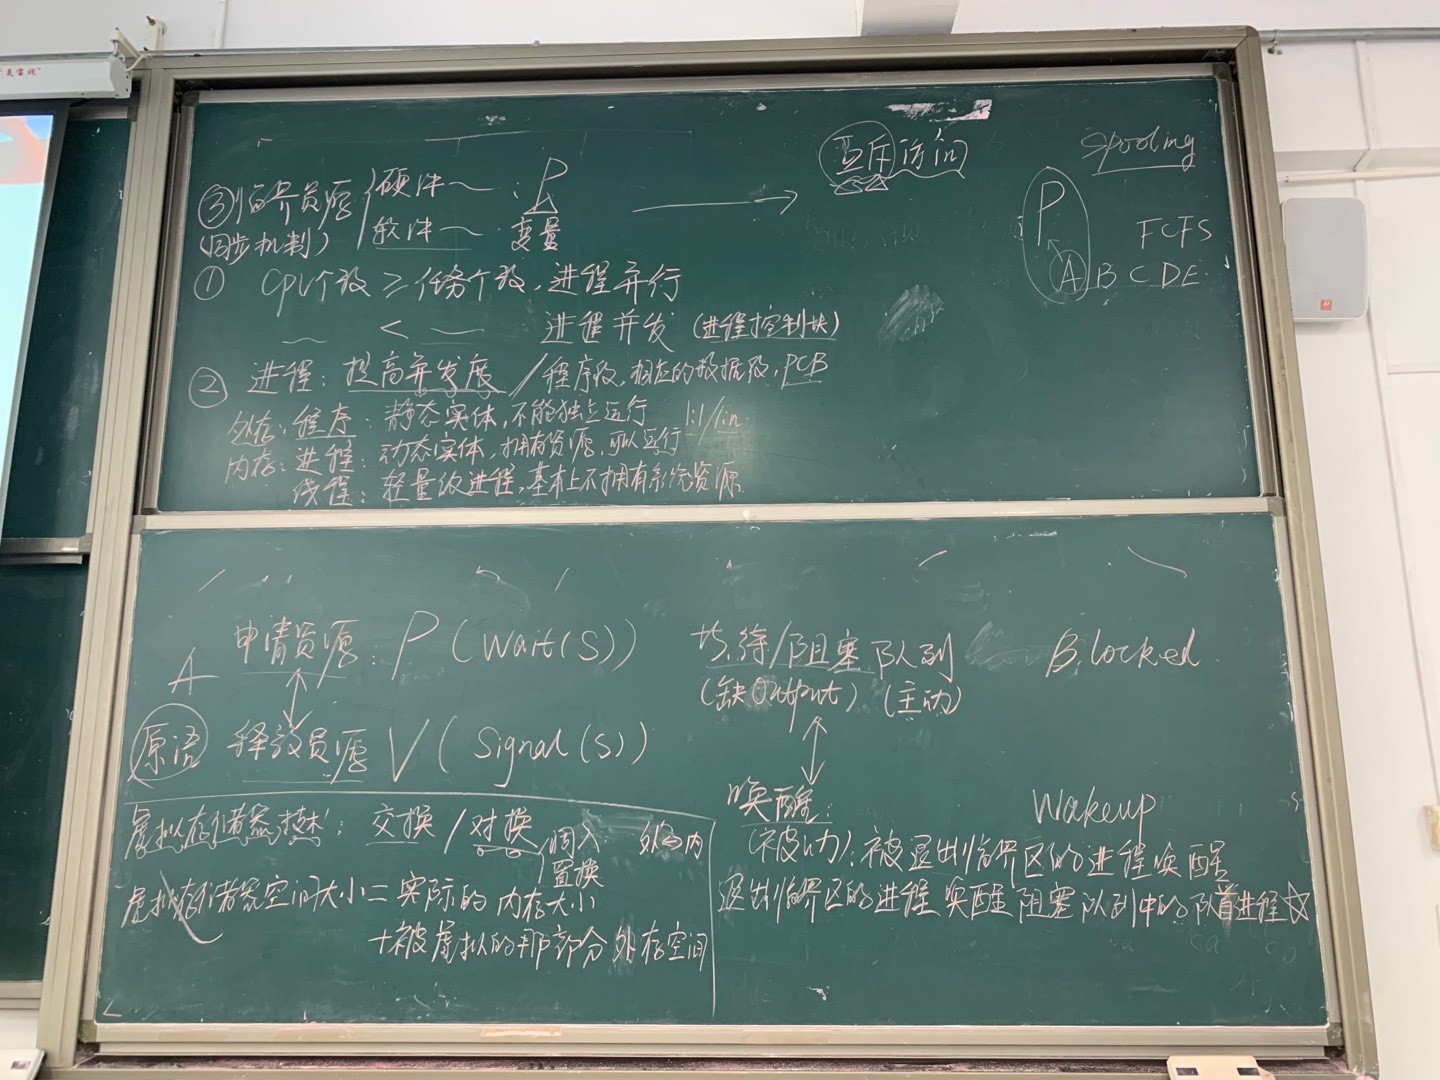 互斥访问
Spooling
③临界资源 硬件~ : P
(同步机制) 软件~ 变量
P
FCFS
A B C D E
① CPU个数 ≥ 任务个数，进程并行
< 进程并发 (进程控制块)
② 进程：提高并发度 / 程序段，相应的数据段，PCB
外存：程序：静态实体，不能独立运行 1:1/1:n
内存：进程：动态实体，拥有资源，可以运行
线程：轻量级进程，基本上不拥有系统资源
A 申请资源：P (Wait(S))
原语 释放资源 V (Signal(S))
等待/阻塞队列 Blocked
(缺Output) (主动)
唤醒： Wakeup
(被动)：被退出临界区的进程唤醒
退出临界区的进程唤醒阻塞队列中的队首进程
虚拟存储器技术：交换/对换 调入 外 内
置换
虚拟存储器空间大小=实际的内存大小
+被虚拟的那部分外存空间